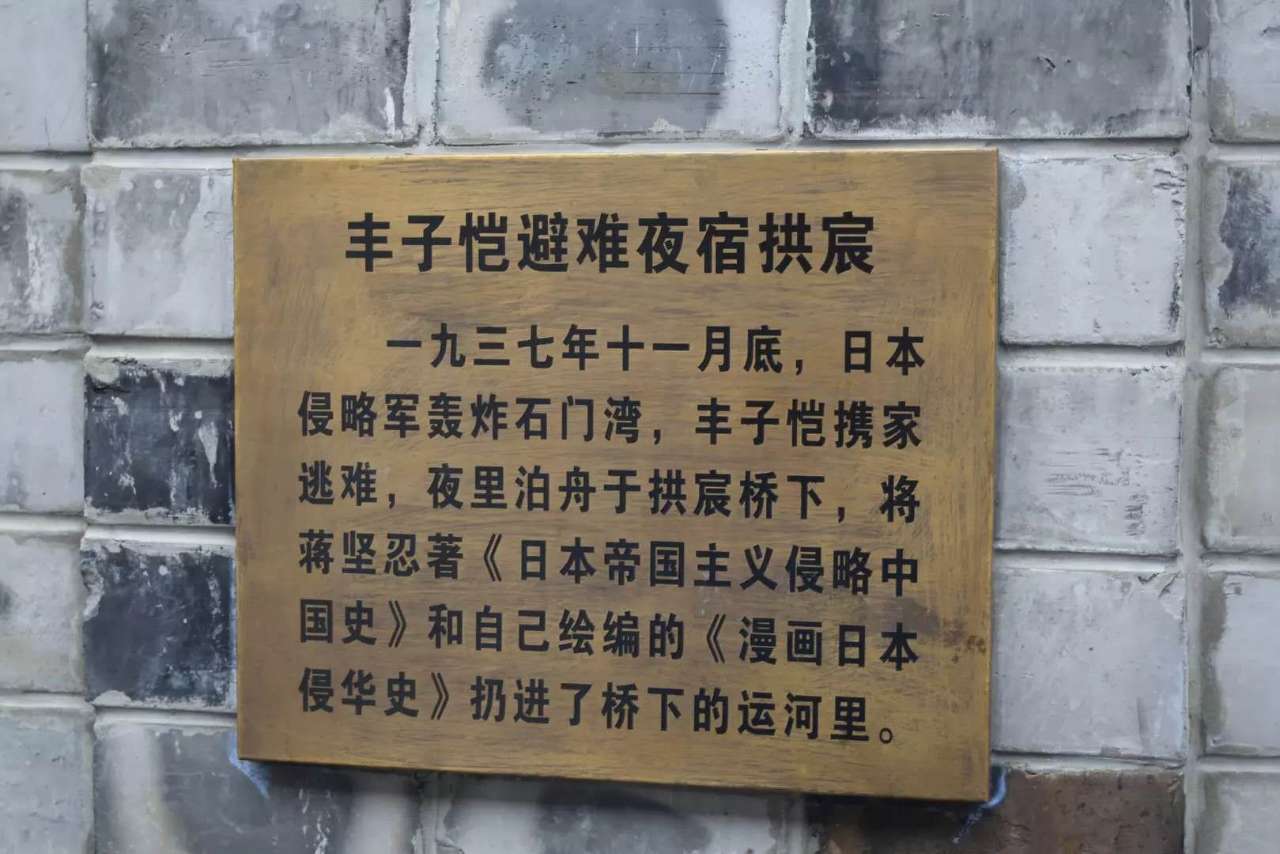 丰子恺避难夜宿拱宸
一九三七年十一月底，日本
侵略军轰炸石门湾，丰子恺携家
逃难，夜里泊舟于拱宸桥下，将
蒋坚忍著《日本帝国主义侵略中
国史》和自己绘编的《漫画日本
侵华史》扔进了桥下的运河里。